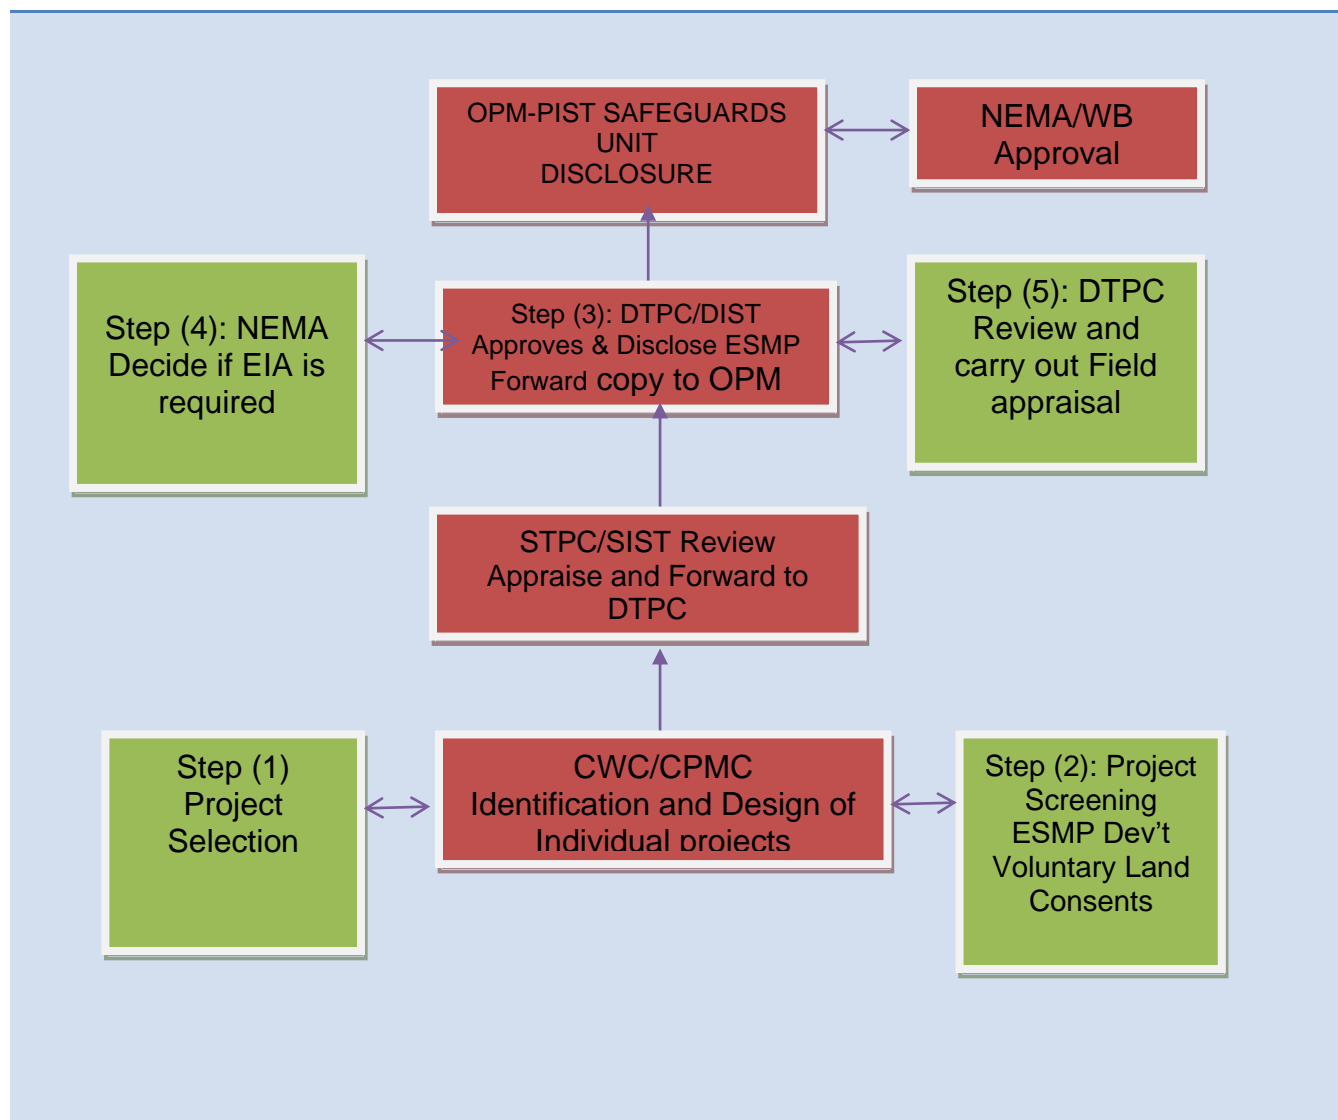 OPM-PIST SAFEGUARDS
UNIT
DISCLOSURE
NEMA/WB
Approval
Step (4): NEMA
Decide if EIA is
required
Step (3): DTPC/DIST
Approves & Disclose ESMP
Forward copy to OPM
Step (5): DTPC
Review and
carry out Field
appraisal
STPC/SIST Review
Appraise and Forward to
DTPC
Step (1)
Project
Selection
CWC/CPMC
Identification and Design of
Individual projects
Step (2): Project
Screening
ESMP Dev’t
Voluntary Land
Consents